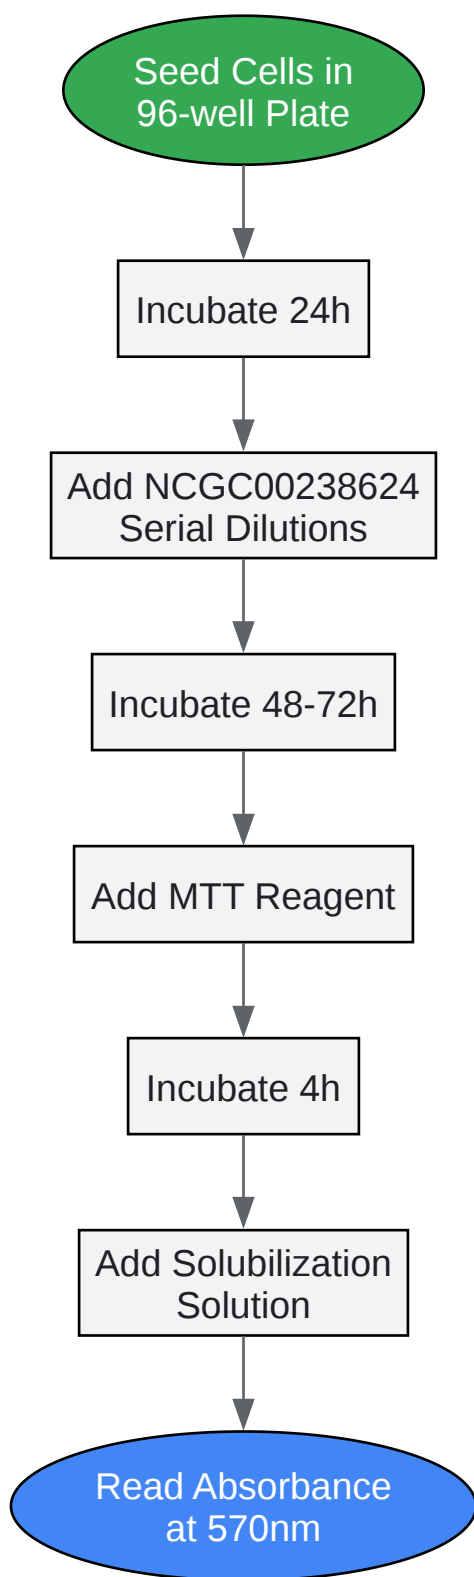 Seed Cells in
96-well Plate
Incubate 24h
Add NCGC00238624
Serial Dilutions
Incubate 48-72h
Add MTT Reagent
Incubate 4h
Add Solubilization
Solution
Read Absorbance
at 570nm